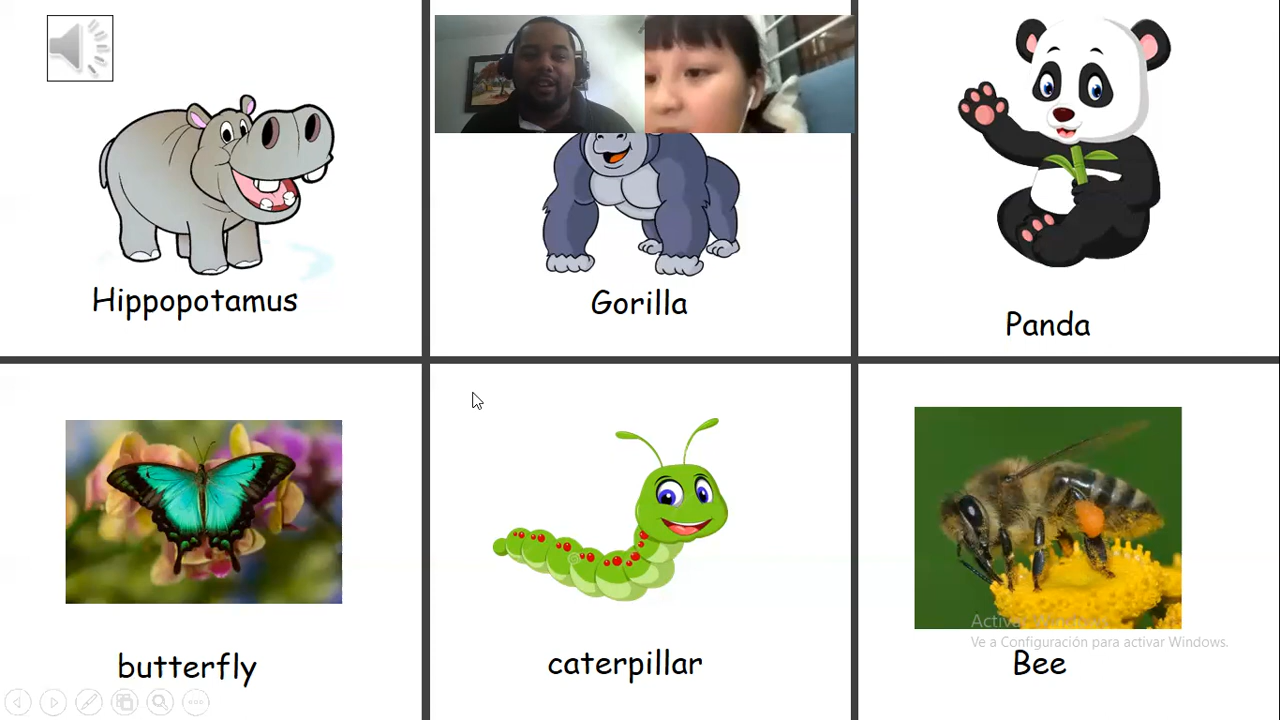 Hippopotamus
Gorilla
Panda
butterfly
caterpillar
Bee
Activar Windows
Ve a Configuración para activar Windows.